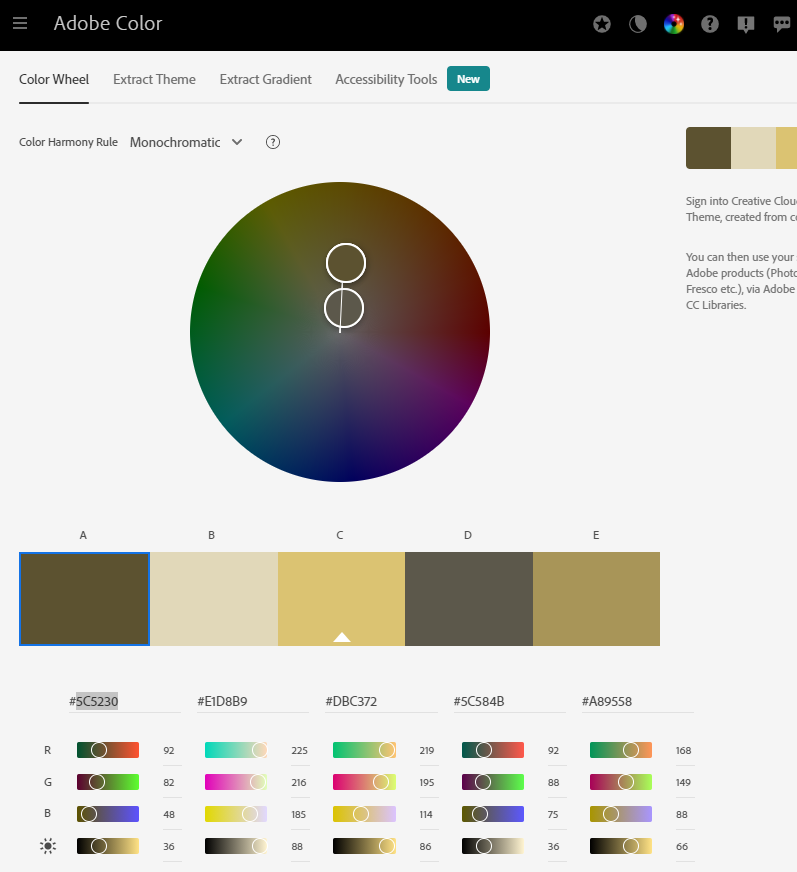 Adobe Color
Color Wheel Extract Theme Extract Gradient Accessibility Tools New
Color Harmony Rule Monochromatic ?
Sign into Creative Clou
Theme, created from co
You can then use your
Adobe products (Photo
Fresco etc.), via Adobe
CC Libraries.
A B C D E
#5C5230 #E1D8B9 #DBC372 #5C584B #A89558
R 92 225 219 92 168
G 82 216 195 88 149
B 48 185 114 75 88
36 88 86 36 66